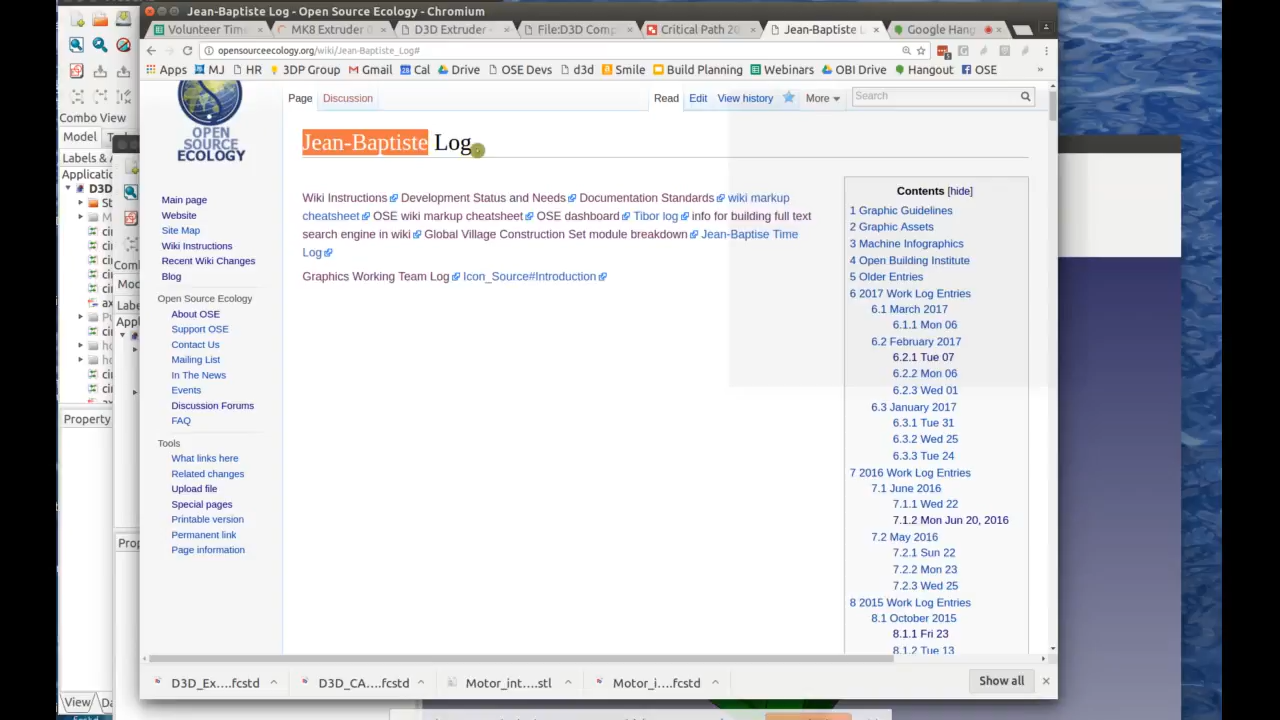 Jean-Baptiste Log - Open Source Ecology - Chromium
Volunteer Tim
MK8 Extruder
D3D Extruder
File:D3D Comp
Critical Path 20
Jean-Baptiste L
Google Hang
opensourceecology.org/wiki/Jean-Baptiste_Log#
Apps MJ HR 3DP Group Gmail Cal Drive OSE Devs d3d Smile Build Planning Webinars OBI Drive Hangout OSE »
Combo View
Model
Labels & A
Applicatio
D3D
Property
View
OPEN
SOURCE
ECOLOGY
Main page
Website
Site Map
Wiki Instructions
Recent Wiki Changes
Blog
Open Source Ecology
About OSE
Support OSE
Contact Us
Mailing List
In The News
Events
Discussion Forums
FAQ
Tools
What links here
Related changes
Upload file
Special pages
Printable version
Permanent link
Page information
Page Discussion
Read Edit View history More Search
Jean-Baptiste Log
Wiki Instructions Development Status and Needs Documentation Standards wiki markup
cheatsheet OSE wiki markup cheatsheet OSE dashboard Tibor log info for building full text
search engine in wiki Global Village Construction Set module breakdown Jean-Baptise Time
Log
Graphics Working Team Log Icon_Source#Introduction
Contents [hide]
1 Graphic Guidelines
2 Graphic Assets
3 Machine Infographics
4 Open Building Institute
5 Older Entries
6 2017 Work Log Entries
6.1 March 2017
6.1.1 Mon 06
6.2 February 2017
6.2.1 Tue 07
6.2.2 Mon 06
6.2.3 Wed 01
6.3 January 2017
6.3.1 Tue 31
6.3.2 Wed 25
6.3.3 Tue 24
7 2016 Work Log Entries
7.1 June 2016
7.1.1 Wed 22
7.1.2 Mon Jun 20, 2016
7.2 May 2016
7.2.1 Sun 22
7.2.2 Mon 23
7.2.3 Wed 25
8 2015 Work Log Entries
8.1 October 2015
8.1.1 Fri 23
8.1.2 Tue 13
D3D_Ex....fcstd
D3D_CA....fcstd
Motor_int....stl
Motor_i....fcstd
Show all